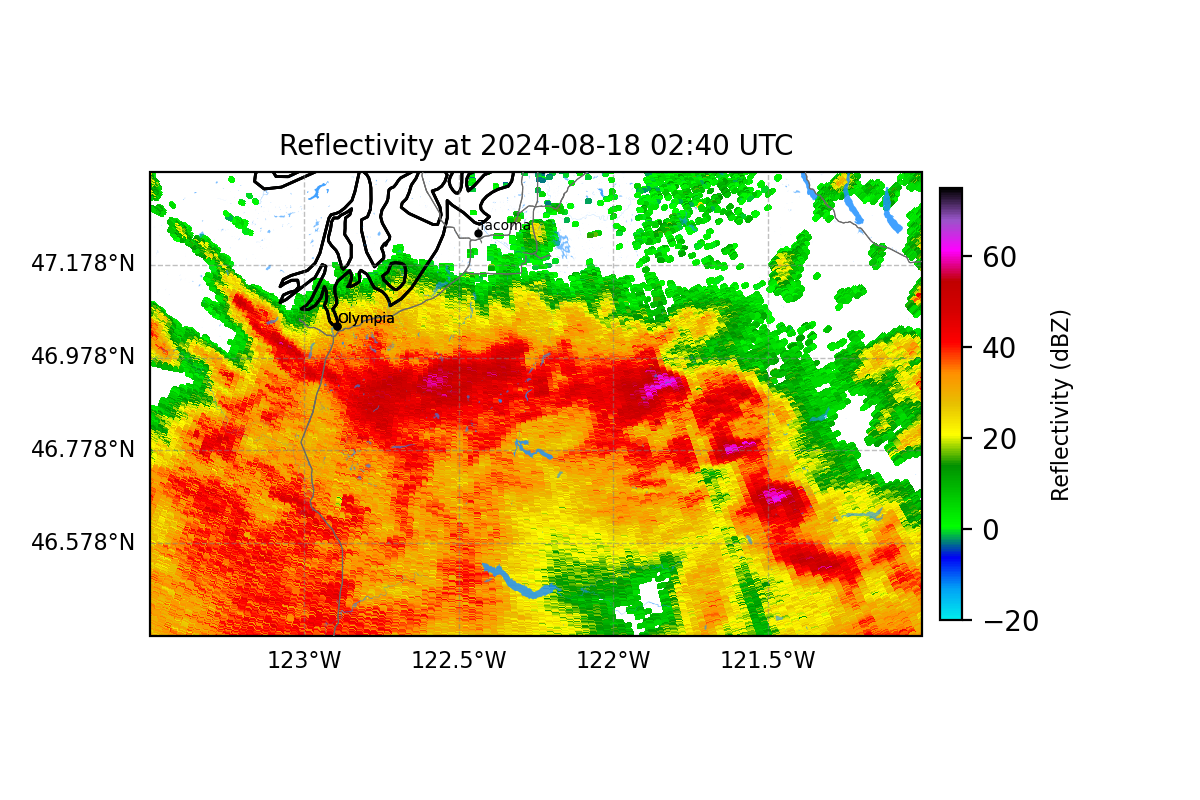 Reflectivity at 2024-08-18 02:40 UTC
Tacoma
Olympia
47.178°N
46.978°N
46.778°N
46.578°N
123°W
122.5°W
122°W
121.5°W
60
40
20
0
−20
Reflectivity (dBZ)